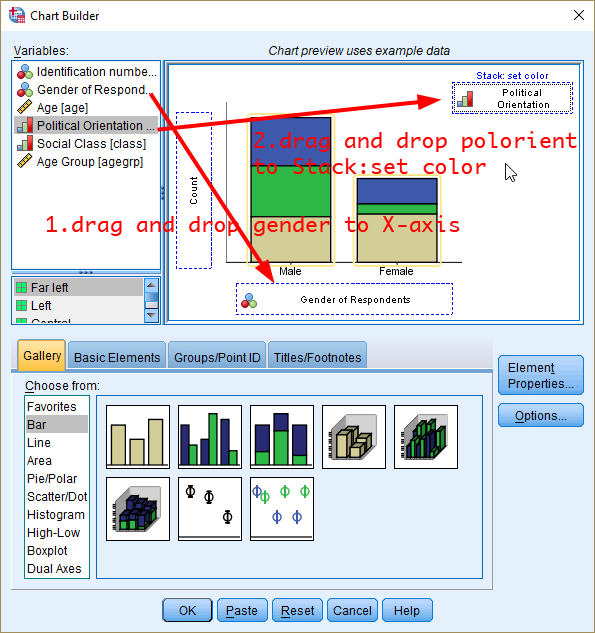 Chart Builder
Variables:
Chart preview uses example data
Identification numbe...
Gender of Respond...
Age [age]
Political Orientation ...
Social Class [class]
Age Group [agegrp]
Far left
Left
Stack: set color
Political
Orientation
2.drag and drop polorient
to Stack:set color
Count
1.drag and drop gender to X-axis
Male
Female
Gender of Respondents
Gallery
Basic Elements
Groups/Point ID
Titles/Footnotes
Choose from:
Favorites
Bar
Line
Area
Pie/Polar
Scatter/Dot
Histogram
High-Low
Boxplot
Dual Axes
Element
Properties...
Options...
OK
Paste
Reset
Cancel
Help